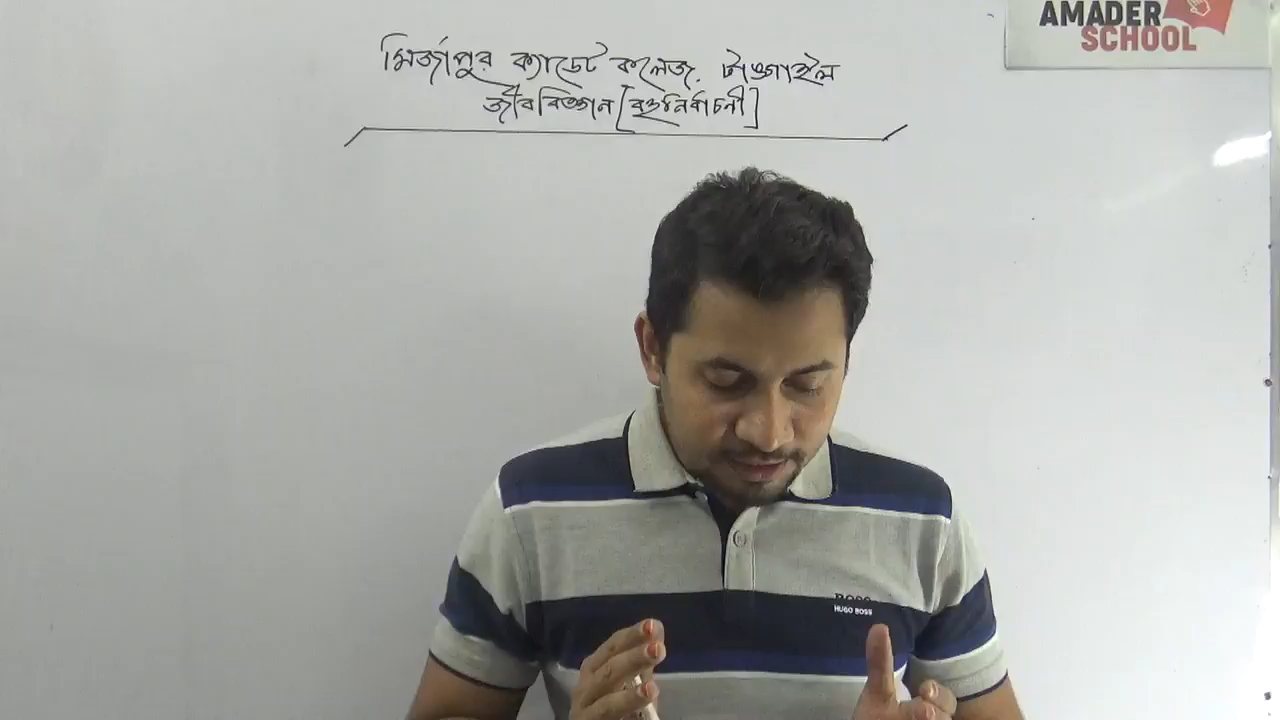 মির্জাপুর ক্যাডেট কলেজ, টাঙ্গাইল
জীববিজ্ঞান [বহুনির্বাচনী]
AMADER
SCHOOL
BOSS
HUGO BOSS